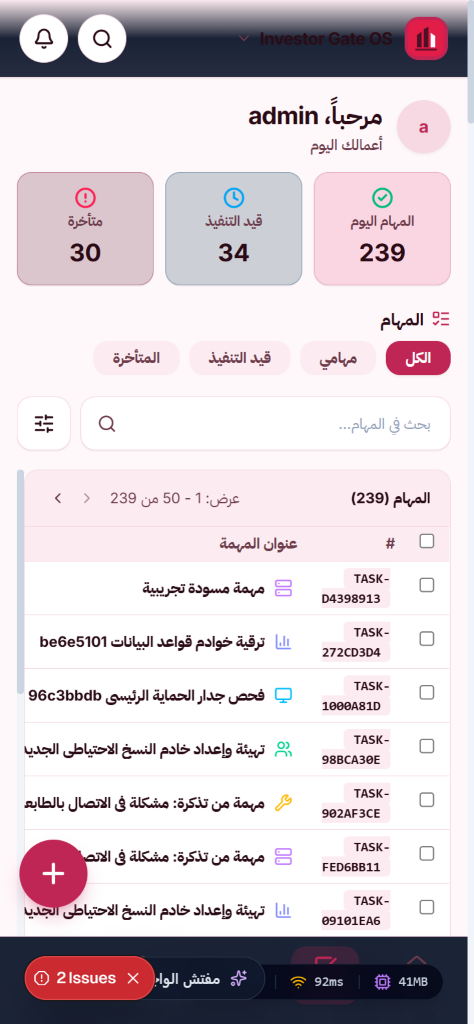 Investor Gate OS
a
مرحباً، admin
أعمالك اليوم
المهام اليوم
239
قيد التنفيذ
34
متأخرة
30
المهام
الكل
مهامي
قيد التنفيذ
المتأخرة
بحث في المهام...
المهام (239)
عرض: 1 - 50 من 239
#
عنوان المهمة
TASK-D4398913
مهمة مسودة تجريبية
TASK-272CD3D4
ترقية خوادم قواعد البيانات be6e5101
TASK-1000A81D
فحص جدار الحماية الرئيسي 96c3bbdb
TASK-98BCA30E
تهيئة وإعداد خادم النسخ الاحتياطي الجديد
TASK-902AF3CE
مهمة من تذكرة: مشكلة في الاتصال بالطابعة
TASK-FED6BB11
مهمة من تذكرة: مشكلة في
TASK-09101EA6
تهيئة وإعداد خادم النسخ الاحتياطي الجديد
41MB
92ms
مفتش
2 Issues